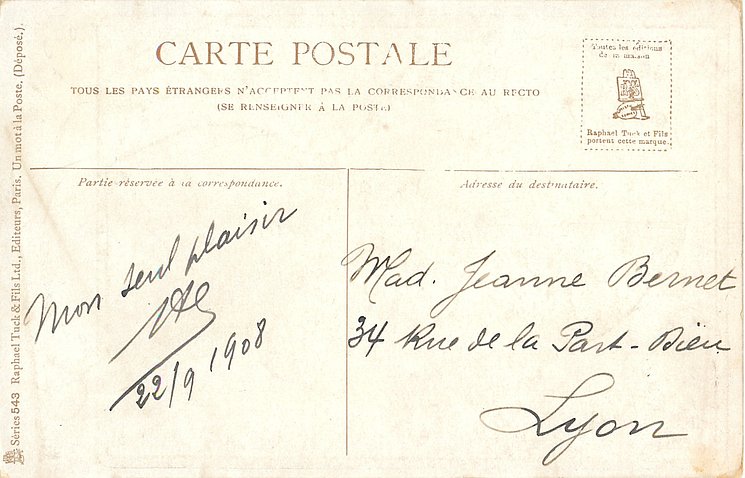 CARTE POSTALE
TOUS LES PAYS ÉTRANGERS N'ACCEPTENT PAS LA CORRESPONDANCE AU RECTO
(SE RENSEIGNER À LA POSTE)
Toutes les éditions
de la maison
Raphael Tuck et Fils
portent cette marque.
Partie réservée à la correspondance.
Adresse du destinataire.
Mon seul plaisir
22/9 1908
Mad. Jeanne Bernet
34 Rue de la Part-Dieu
Lyon
Séries 543 Raphael Tuck & Fils Ltd., Editeurs, Paris. Un mot à la Poste, (Déposé.).